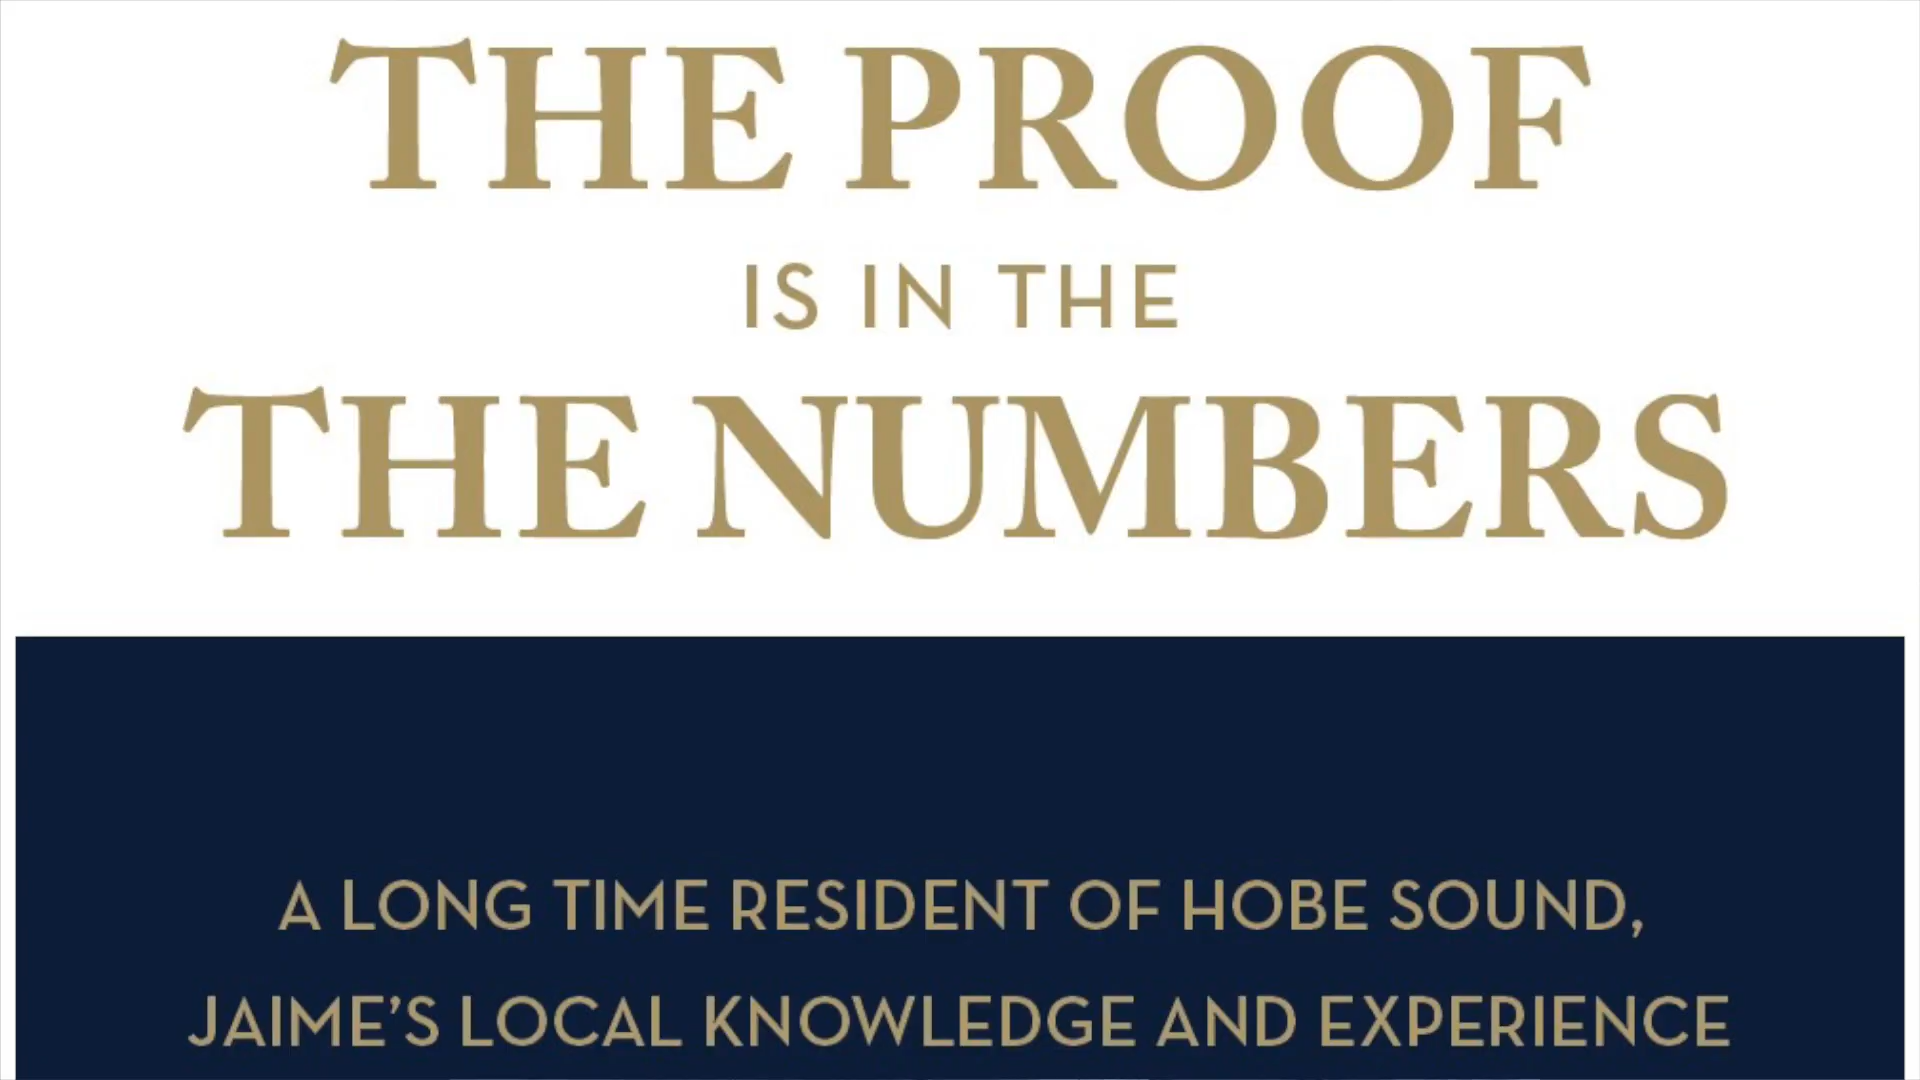 THE PROOF
IS IN THE
THE NUMBERS
A LONG TIME RESIDENT OF HOBE SOUND,
JAIME’S LOCAL KNOWLEDGE AND EXPERIENCE